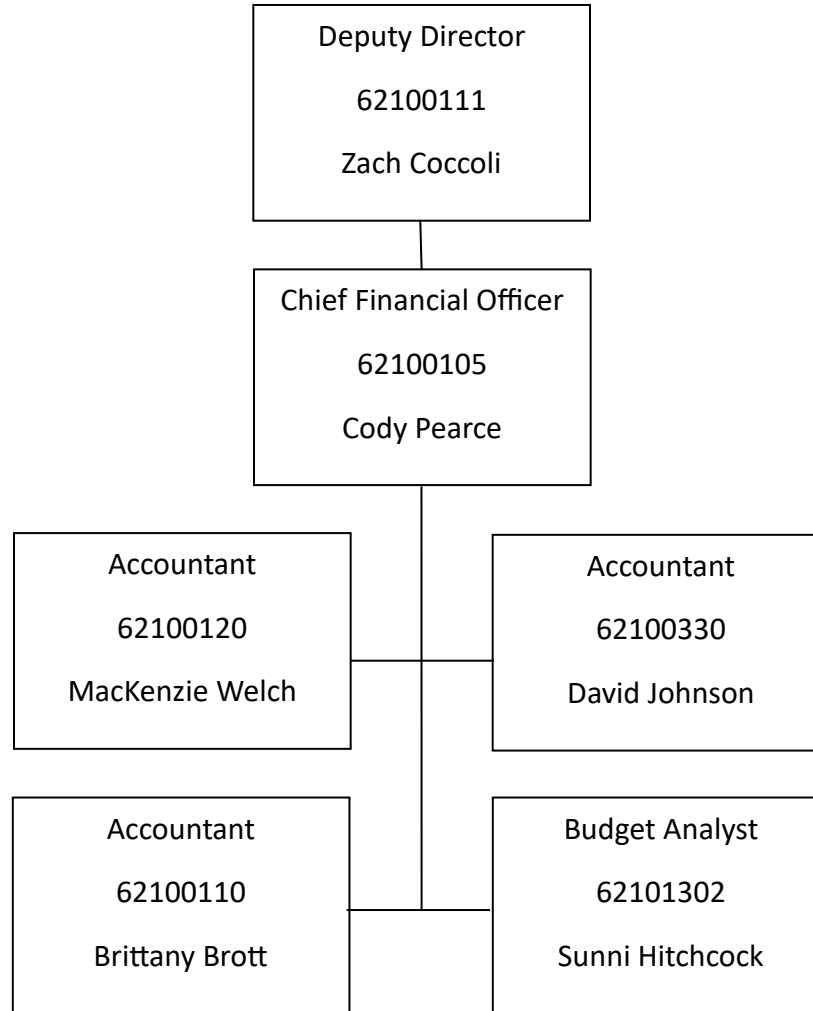 Deputy Director
62100111
Zach Coccoli
Chief Financial Officer
62100105
Cody Pearce
Accountant
62100120
MacKenzie Welch
Accountant
62100330
David Johnson
Accountant
62100110
Brittany Brott
Budget Analyst
62101302
Sunni Hitchcock